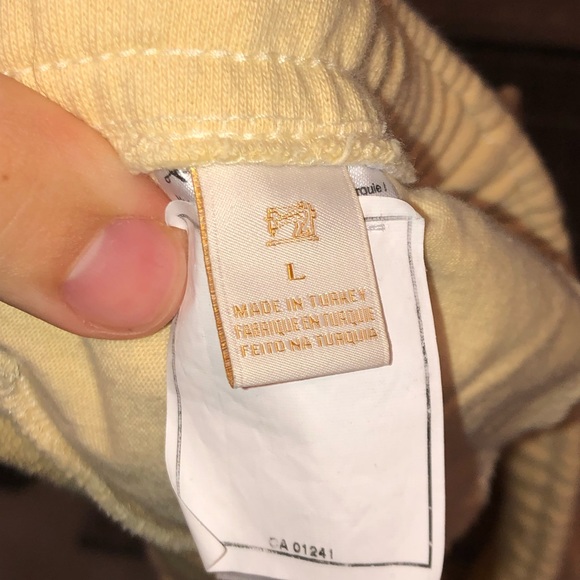 L
MADE IN TURKEY
FABRIQUE EN TURQUIE
FEITO NA TURQUIA
CA 01241